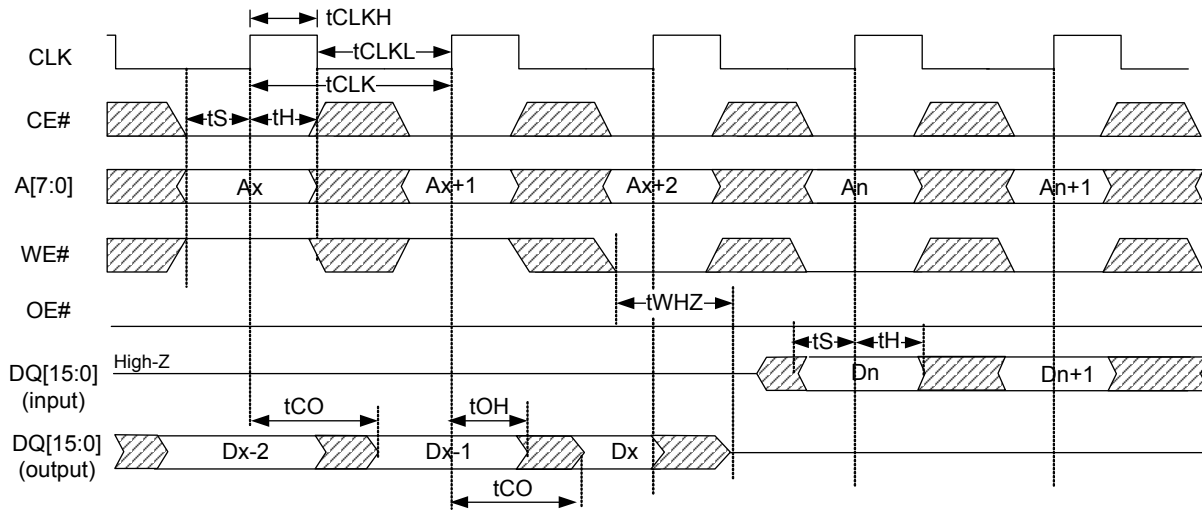 tCLKH
CLK
tCLKL
tCLK
CE#
tS
tH
A[7:0]
Ax
Ax+1
Ax+2
An
An+1
WE#
tWHZ
OE#
tS
tH
High-Z
DQ[15:0]
(input)
Dn
Dn+1
tCO
tOH
DQ[15:0]
(output)
Dx-2
Dx-1
Dx
tCO